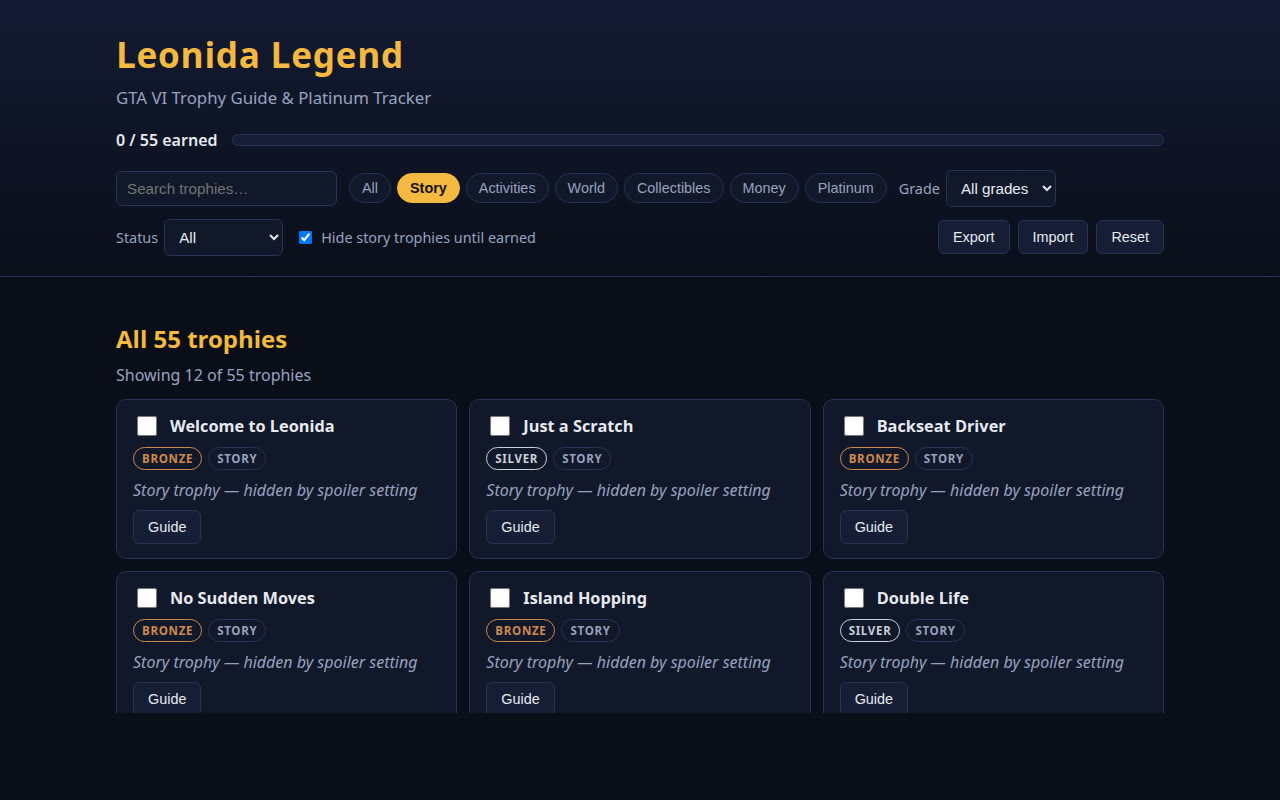 Leonida Legend
GTA VI Trophy Guide & Platinum Tracker
0 / 55 earned
Search trophies… All Story Activities World Collectibles Money Platinum Grade All grades
Status All Hide story trophies until earned Export Import Reset
All 55 trophies
Showing 12 of 55 trophies
Welcome to Leonida
BRONZE STORY
Story trophy — hidden by spoiler setting
Guide
Just a Scratch
SILVER STORY
Story trophy — hidden by spoiler setting
Guide
Backseat Driver
BRONZE STORY
Story trophy — hidden by spoiler setting
Guide
No Sudden Moves
BRONZE STORY
Story trophy — hidden by spoiler setting
Guide
Island Hopping
BRONZE STORY
Story trophy — hidden by spoiler setting
Guide
Double Life
SILVER STORY
Story trophy — hidden by spoiler setting
Guide